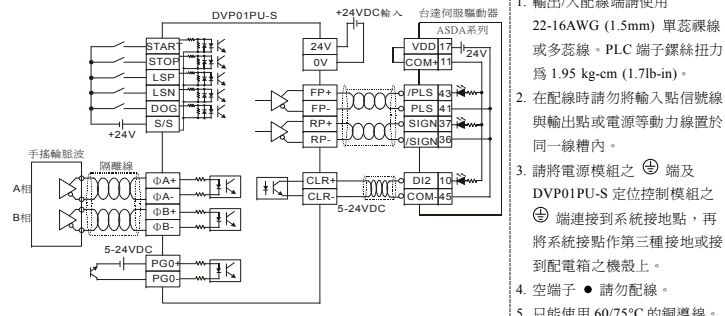 DVP01PU-S
+24VDC輸入
台達伺服驅動器
ASDA系列
START
STOP
LSP
LSN
DOG
S/S
+24V
24V
0V
VDD 17
COM+ 11
24V
FP+
FP-
RP+
RP-
/PLS 43
PLS 41
SIGN 37
/SIGN 36
CLR+
CLR-
DI2 10
COM- 45
5-24VDC
手搖輪脈波
隔離線
A相
B相
ΦA+
ΦA-
ΦB+
ΦB-
5-24VDC
PG0+
PG0-
1. 輸出/入配線端請使用
22-16AWG (1.5mm) 單蕊裸線
或多蕊線。PLC 端子鏍絲扭力
為 1.95 kg-cm (1.7lb-in)。
2. 在配線時請勿將輸入點信號線
與輸出點或電源等動力線置於
同一線槽內。
3. 請將電源模組之 端及
DVP01PU-S 定位控制模組之
端連接到系統接地點，再
將系統接點作第三種接地或接
到配電箱之機殼上。
4. 空端子 ● 請勿配線。
5. 只能使用 60/75°C 的銅導線。